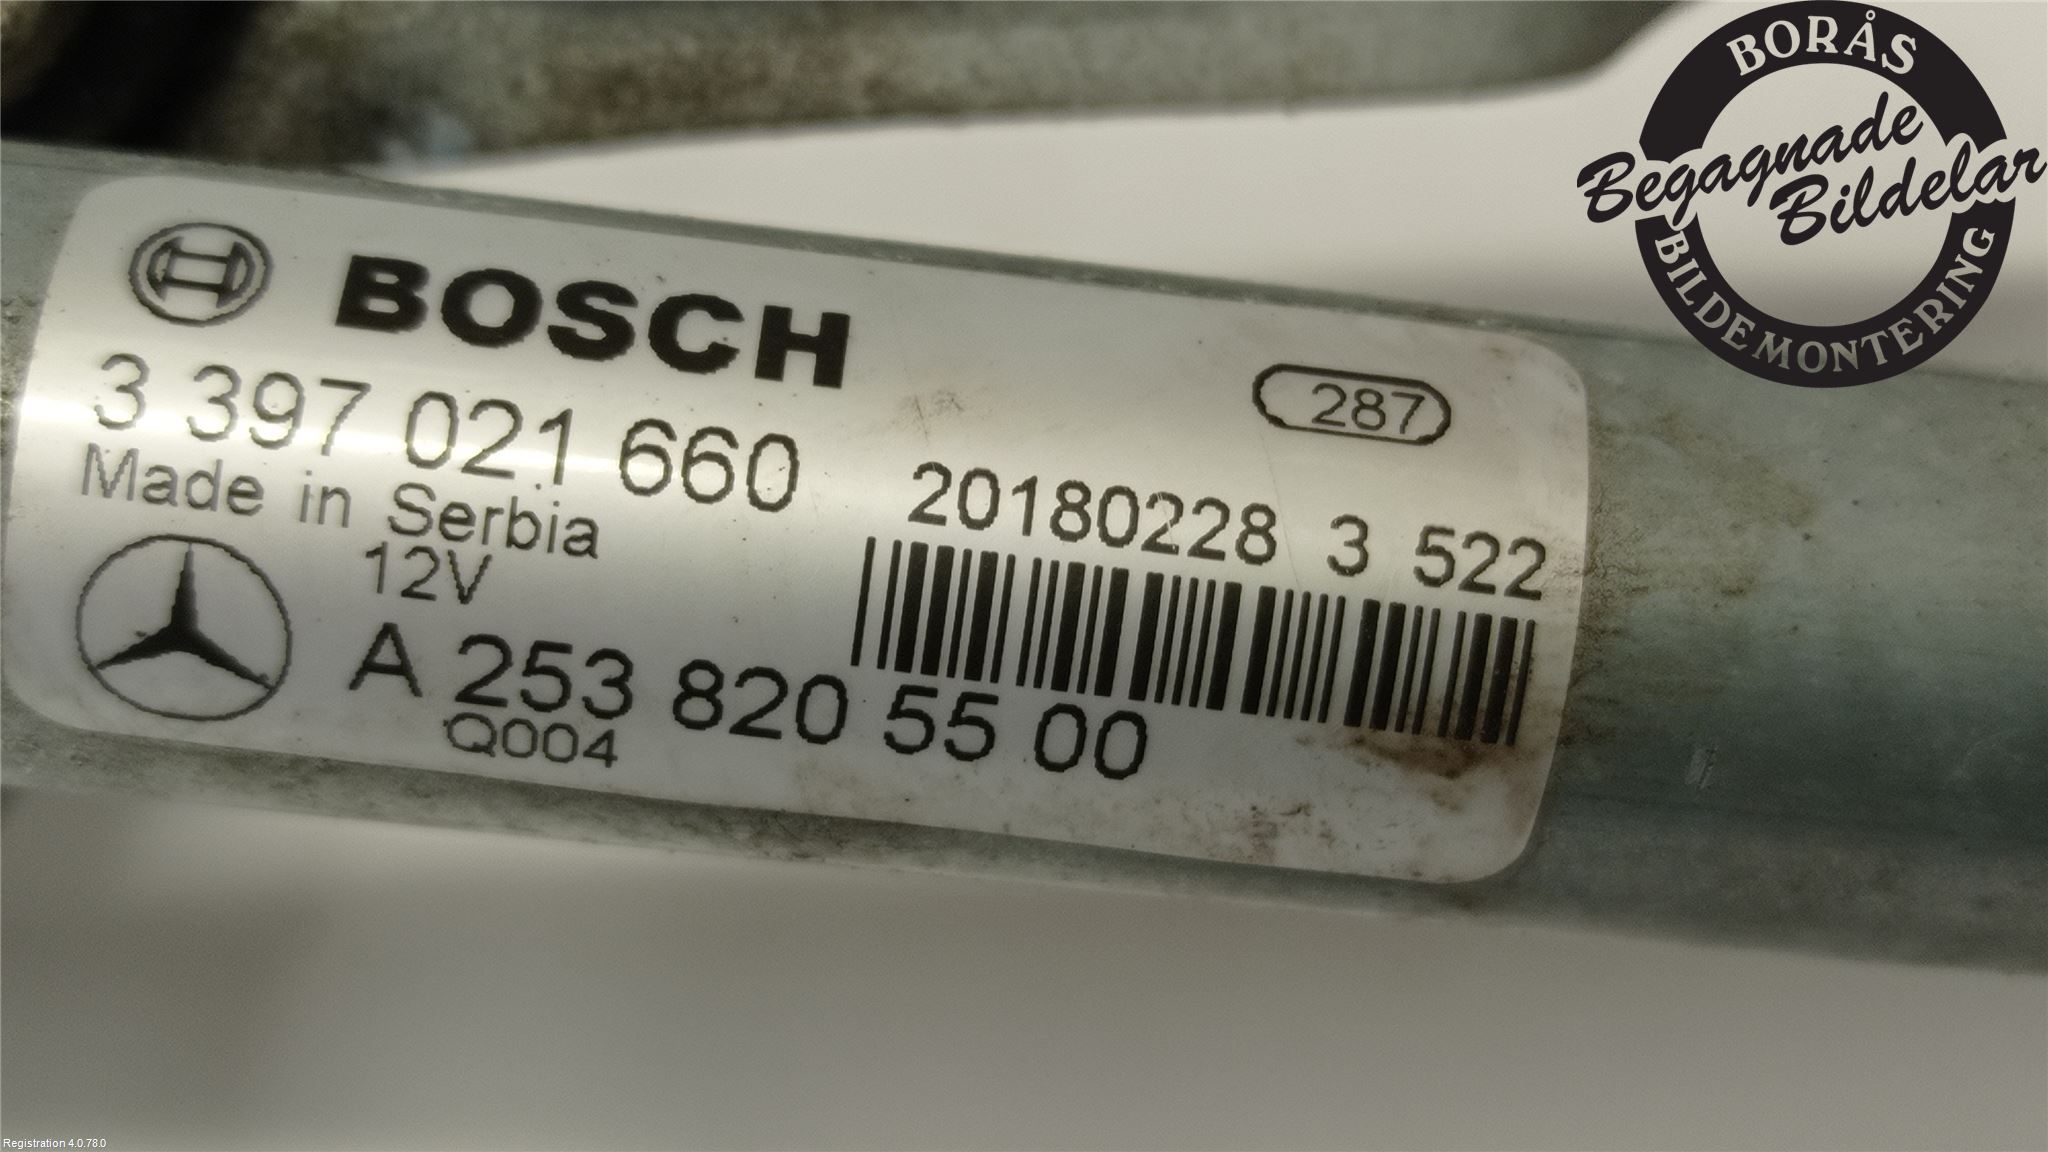 BORÅS
Begagnade
Bildelar
BILDEMONTERING
BOSCH
287
3 397 021 660
20180228 3 522
Made in Serbia
12V
A 253 820 55 00
Q004
Registration 4.0.78.0